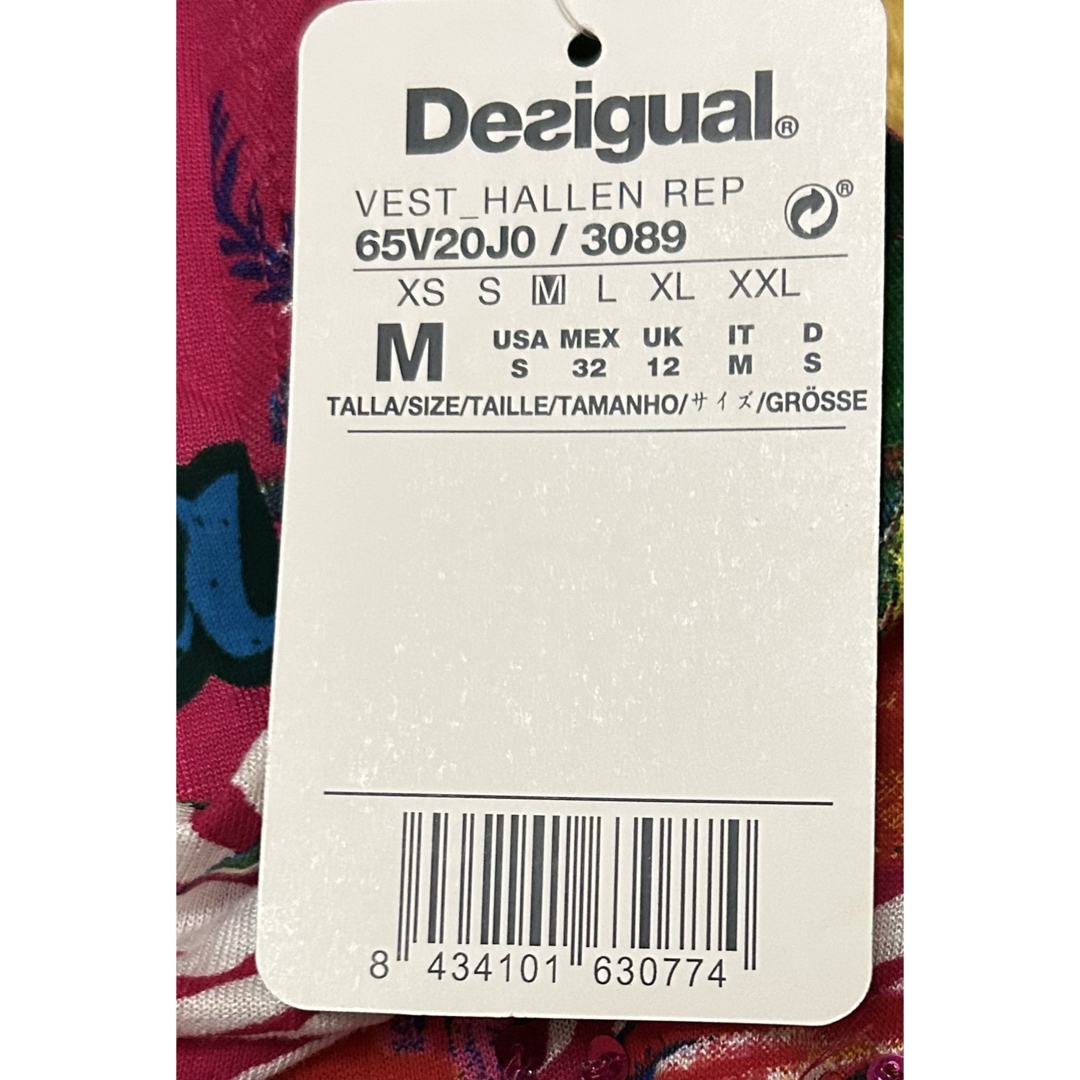 Desigual®
VEST_HALLEN REP ®
65V20J0 / 3089
XS S M L XL XXL
M USA MEX UK IT D
S 32 12 M S
TALLA/SIZE/TAILLE/TAMANHO/サイズ/GRÖSSE
8 434101 630774